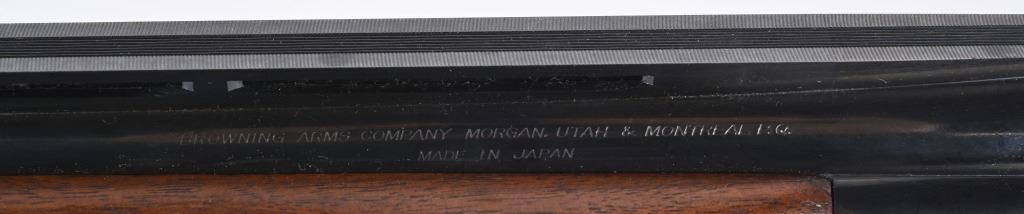 BROWNING ARMS COMPANY MORGAN, UTAH & MONTREAL P.Q.
MADE IN JAPAN